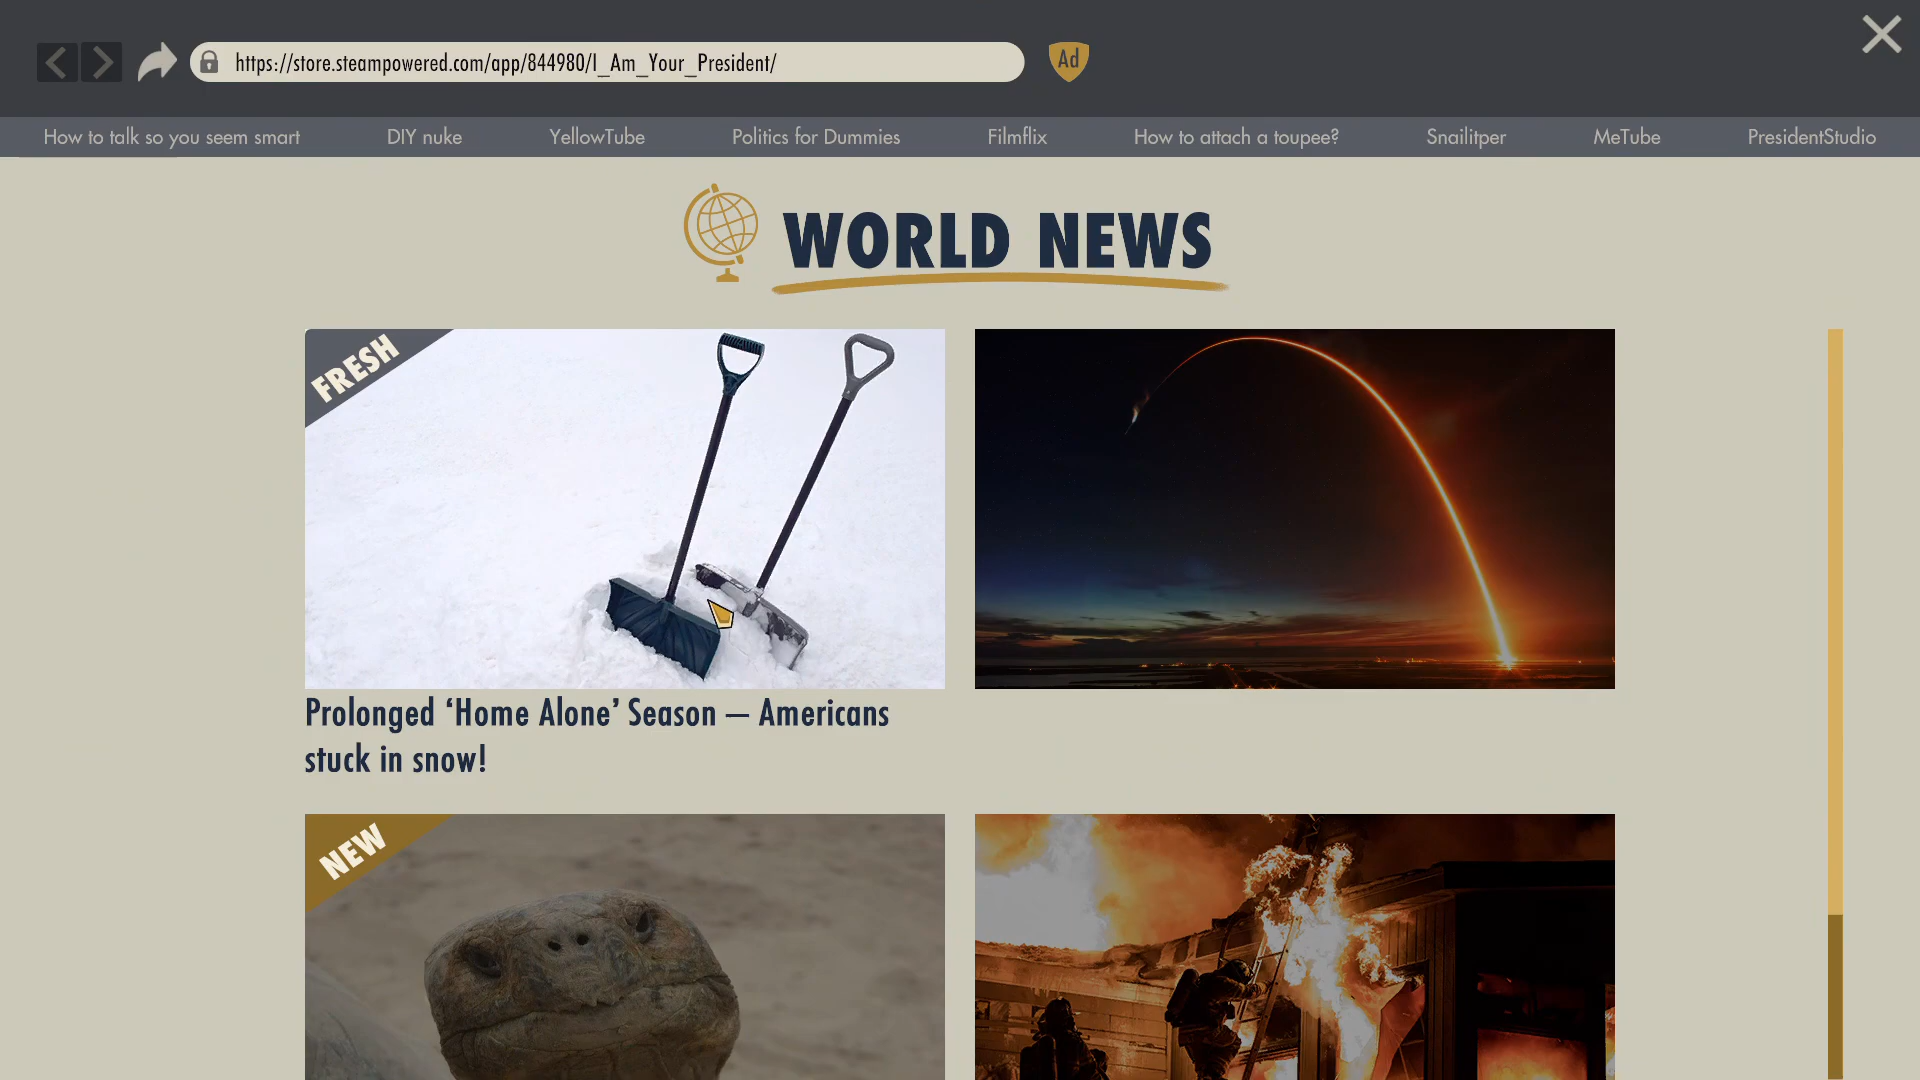 https://store.steampowered.com/app/844980/I_Am_Your_President/
Ad
How to talk so you seem smart
DIY nuke
YellowTube
Politics for Dummies
Filmflix
How to attach a toupee?
Snailitper
MeTube
PresidentStudio
WORLD NEWS
FRESH
Prolonged ‘Home Alone’ Season – Americans
stuck in snow!
NEW